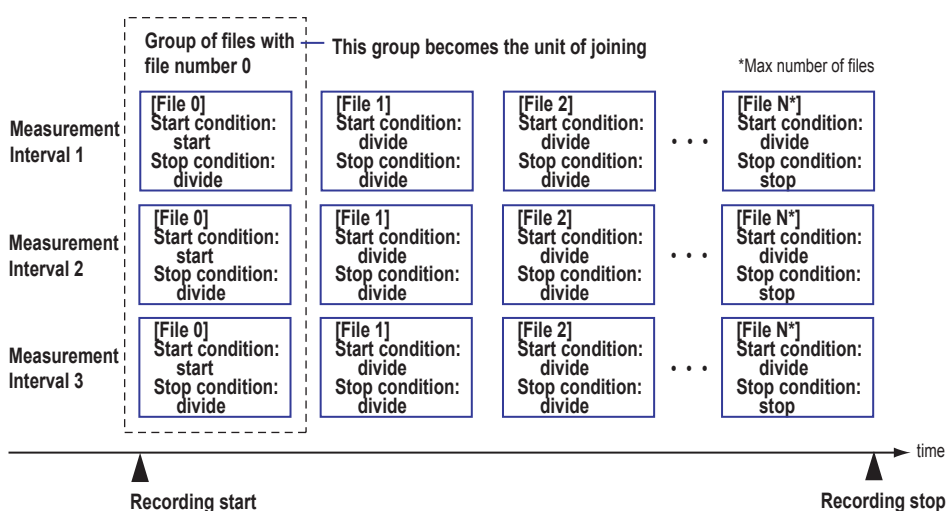 Group of files with
file number 0
This group becomes the unit of joining
*Max number of files
Measurement
Interval 1
[File 0]
Start condition:
start
Stop condition:
divide
[File 1]
Start condition:
divide
Stop condition:
divide
[File 2]
Start condition:
divide
Stop condition:
divide
• • •
[File N*]
Start condition:
divide
Stop condition:
stop
Measurement
Interval 2
[File 0]
Start condition:
start
Stop condition:
divide
[File 1]
Start condition:
divide
Stop condition:
divide
[File 2]
Start condition:
divide
Stop condition:
divide
• • •
[File N*]
Start condition:
divide
Stop condition:
stop
Measurement
Interval 3
[File 0]
Start condition:
start
Stop condition:
divide
[File 1]
Start condition:
divide
Stop condition:
divide
[File 2]
Start condition:
divide
Stop condition:
divide
• • •
[File N*]
Start condition:
divide
Stop condition:
stop
time
Recording start
Recording stop